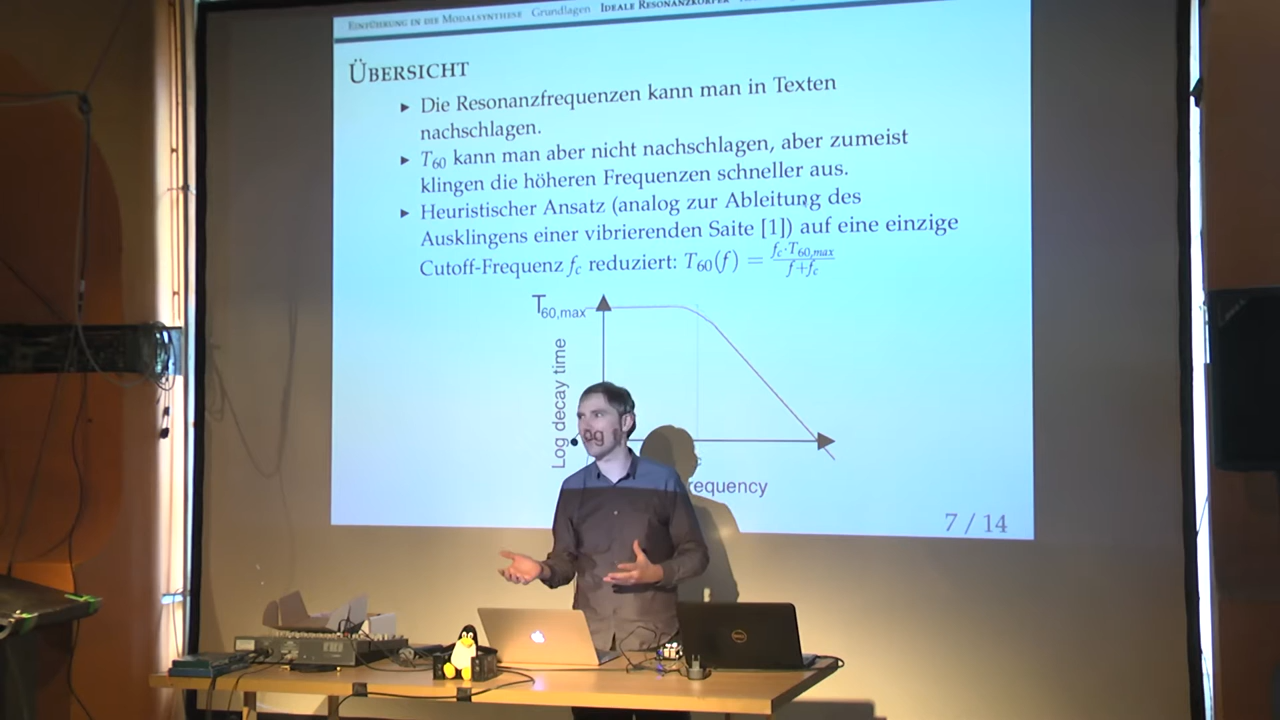 EINFÜHRUNG IN DIE MODALSYNTHESE Grundlagen IDEALE RESONANZKÖRPER
ÜBERSICHT
▸ Die Resonanzfrequenzen kann man in Texten
nachschlagen.
▸ T60 kann man aber nicht nachschlagen, aber zumeist
klingen die höheren Frequenzen schneller aus.
▸ Heuristischer Ansatz (analog zur Ableitung des
Ausklingens einer vibrierenden Saite [1]) auf eine einzige
Cutoff-Frequenz fc reduziert: T60(f) = fc·T60,max / f+fc
T60,max
Log decay time
requency
7 / 14
DELL